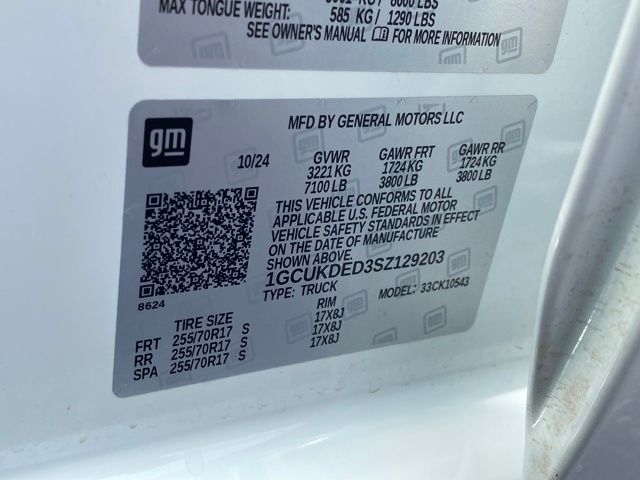 MAX TONGUE WEIGHT: 585 KG / 1290 LBS
SEE OWNER'S MANUAL FOR MORE INFORMATION
gm
MFD BY GENERAL MOTORS LLC
10/24 GVWR GAWR FRT GAWR RR
3221 KG 1724 KG 1724 KG
7100 LB 3800 LB 3800 LB
THIS VEHICLE CONFORMS TO ALL
APPLICABLE U.S. FEDERAL MOTOR
VEHICLE SAFETY STANDARDS IN EFFECT
ON THE DATE OF MANUFACTURE
SHOWN ABOVE.
1GCUKDED3SZ129203
TYPE: TRUCK MODEL: 33CK10543
8624
TIRE SIZE RIM
FRT 255/70R17 S 17X8J
RR 255/70R17 S 17X8J
SPA 255/70R17 S 17X8J